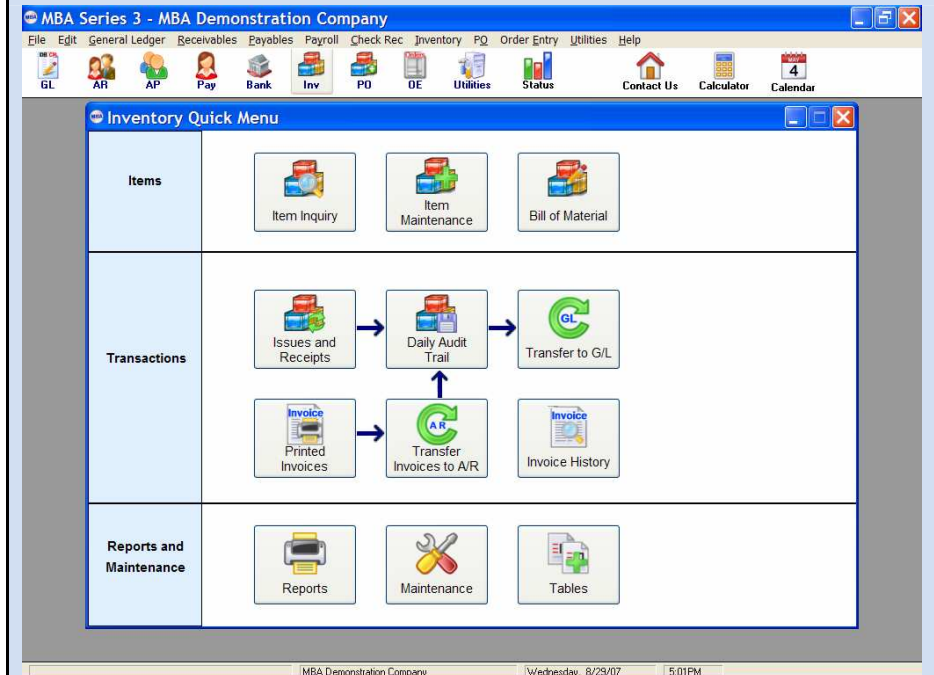 MBA Series 3 - MBA Demonstration Company
File Edit General Ledger Receivables Payables Payroll Check Rec Inventory PO Order Entry Utilities Help
GL AR AP Pay Bank Inv PO OE Utilities Status Contact Us Calculator 4 Calendar
Inventory Quick Menu
Items
Item Inquiry
Item
Maintenance
Bill of Material
Transactions
Issues and
Receipts
Daily Audit
Trail
GL
Transfer to G/L
Invoice
Printed
Invoices
AR
Transfer
Invoices to A/R
Invoice
Invoice History
Reports and
Maintenance
Reports
Maintenance
Tables
MBA Demonstration Company Wednesday, 8/29/07 5:01PM